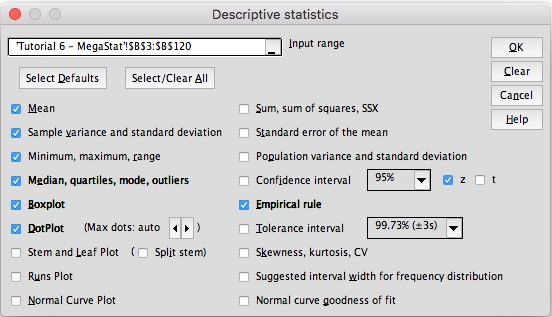 Descriptive statistics
'Tutorial 6 - MegaStat'!$B$3:$B$120 _ Input range
OK
Select Defaults Select/Clear All
Clear
Cancel
Help
Mean
Sample variance and standard deviation
Minimum, maximum, range
Median, quartiles, mode, outliers
Boxplot
DotPlot (Max dots: auto )
Stem and Leaf Plot ( Split stem)
Runs Plot
Normal Curve Plot
Sum, sum of squares, SSX
Standard error of the mean
Population variance and standard deviation
Confidence interval 95% z t
Empirical rule
Tolerance interval 99.73% (±3s)
Skewness, kurtosis, CV
Suggested interval width for frequency distribution
Normal curve goodness of fit